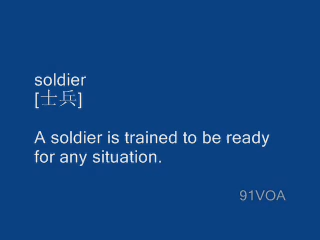 soldier
[士兵]
A soldier is trained to be ready
for any situation.
91VOA